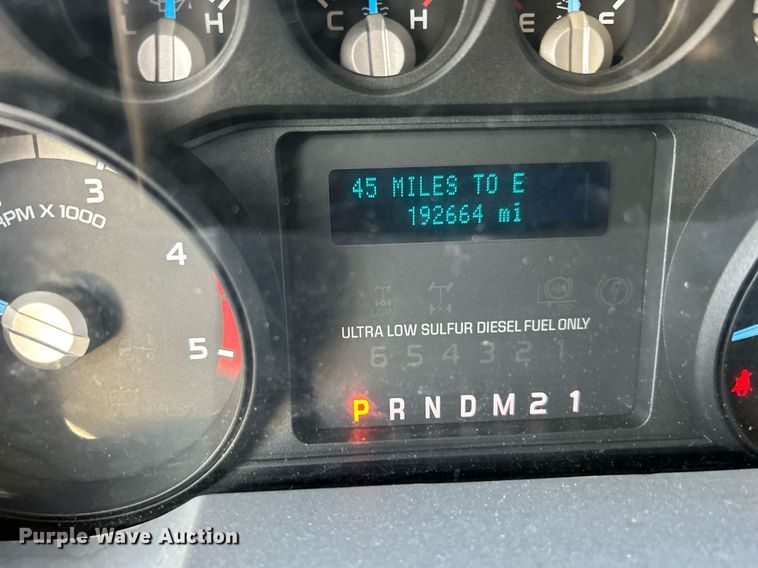 L H C H E F
3
RPM X 1000
4
5
45 MILES TO E
192664 mi
ULTRA LOW SULFUR DIESEL FUEL ONLY
6 5 4 3 2 1
P R N D M 2 1
Purple Wave Auction